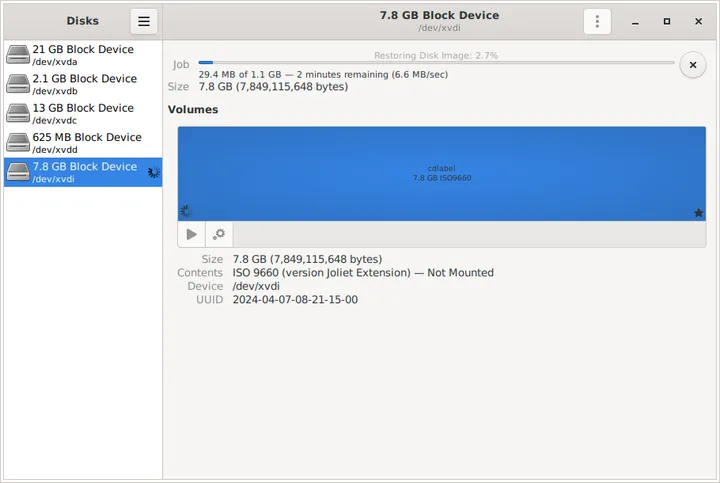 Disks
7.8 GB Block Device
/dev/xvdi
21 GB Block Device
/dev/xvda
2.1 GB Block Device
/dev/xvdb
13 GB Block Device
/dev/xvdc
625 MB Block Device
/dev/xvdd
7.8 GB Block Device
/dev/xvdi
Restoring Disk Image: 2.7%
Job
29.4 MB of 1.1 GB — 2 minutes remaining (6.6 MB/sec)
Size 7.8 GB (7,849,115,648 bytes)
Volumes
cdlabel
7.8 GB ISO9660
Size 7.8 GB (7,849,115,648 bytes)
Contents ISO 9660 (version Joliet Extension) — Not Mounted
Device /dev/xvdi
UUID 2024-04-07-08-21-15-00